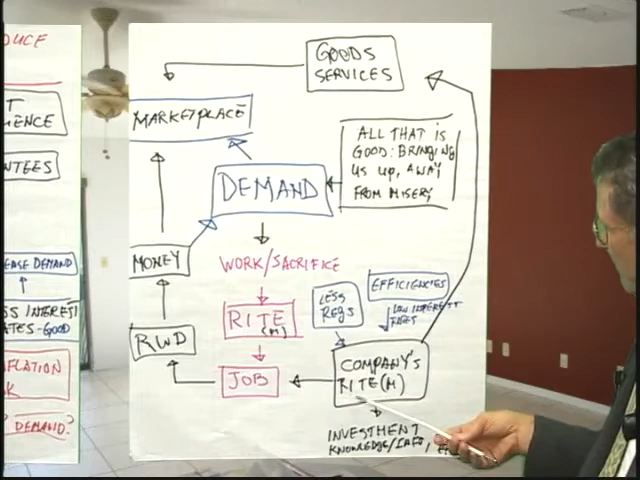 UCE
T
IENCE
NTEES
EASE DEMAND
SS INTEREST
ATES-GOOD
FLATION
K
DEMAND?
GOODS
SERVICES
MARKETPLACE
ALL THAT IS
GOOD: BRINGING
US UP, AWAY
FROM MISERY
DEMAND
MONEY
WORK/SACRIFICE
EFFICIENCIES
LESS
REGS
LOW INTEREST
RATES
RITE
(M)
RWD
JOB
COMPANY'S
RITE(M)
INVESTMENT
KNOWLEDGE/INFO,